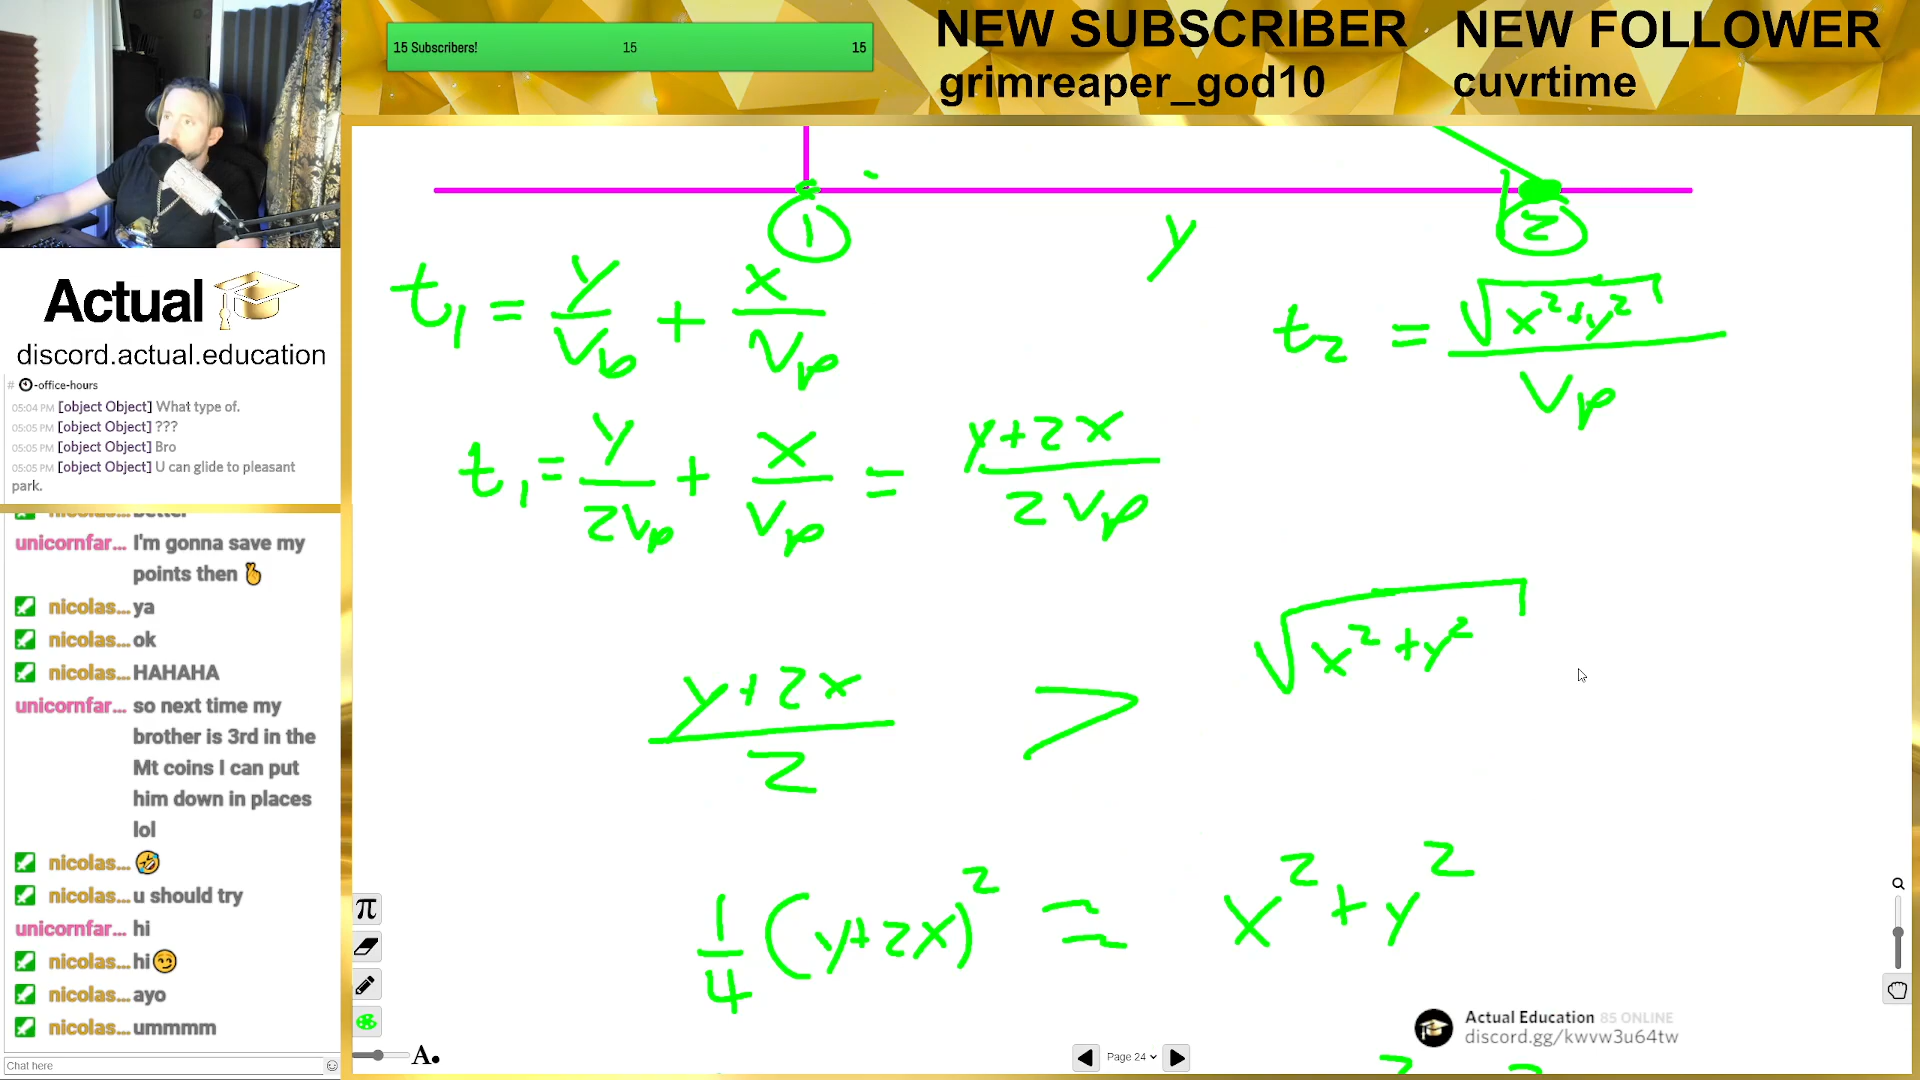 15 Subscribers! 15 15
NEW SUBSCRIBER
grimreaper_god10
NEW FOLLOWER
cuvrtime
Actual
discord.actual.education
# -office-hours
05:04 PM [object Object] What type of.
05:05 PM [object Object] ???
05:05 PM [object Object] Bro
05:05 PM [object Object] U can glide to pleasant
park.
unicornfar... I'm gonna save my
points then 🫰
nicolas... ya
nicolas... ok
nicolas... HAHAHA
unicornfar... so next time my
brother is 3rd in the
Mt coins I can put
him down in places
lol
nicolas... 🤣
nicolas... u should try
unicornfar... hi
nicolas... hi😏
nicolas... ayo
nicolas... ummmm
Chat here
1 y 2
t₁ = y/V_b + x/V_p
t₂ = √(x²+y²)/V_p
t₁ = y/2V_p + x/V_p = (y+2x)/2V_p
(y+2x)/2 > √(x²+y²)
1/4 (y+2x)² = x²+y²
π
A.
Page 24
Actual Education 85 ONLINE
discord.gg/kwvw3u64tw